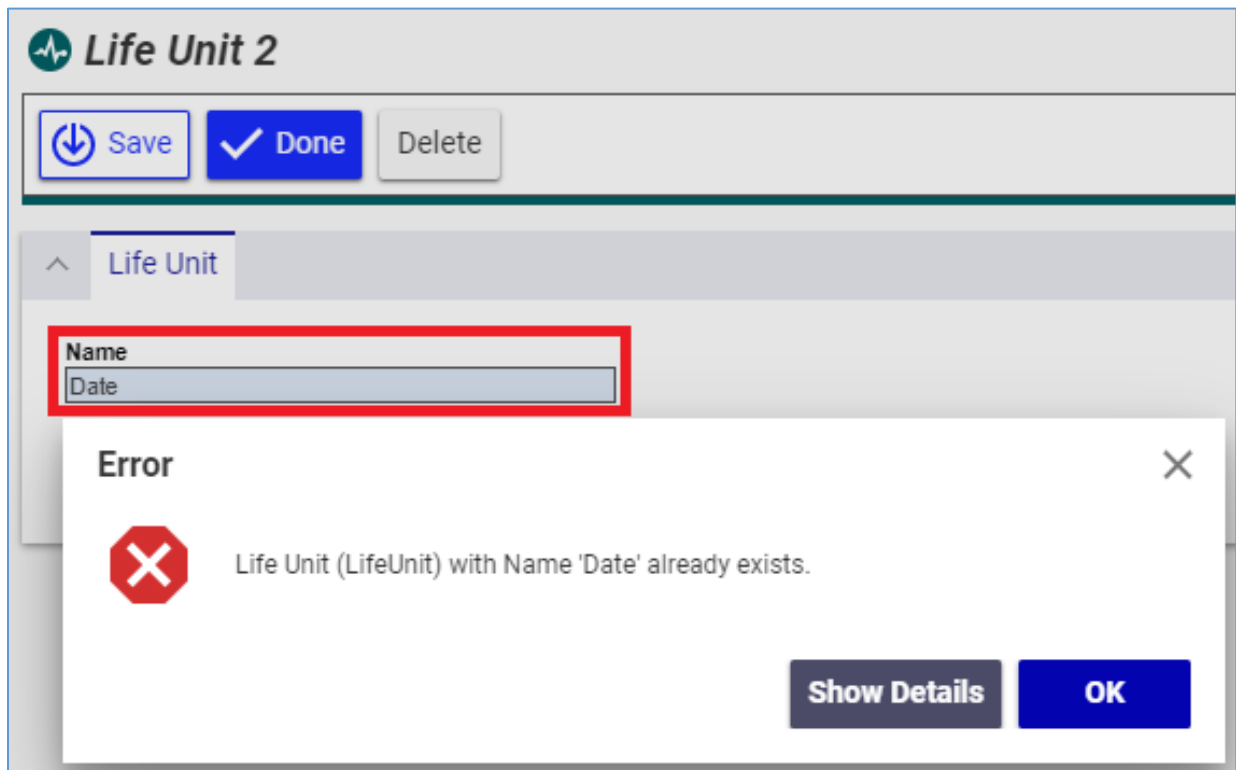 Life Unit 2
Save Done Delete
Life Unit
Name
Date
Error
Life Unit (LifeUnit) with Name 'Date' already exists.
Show Details OK